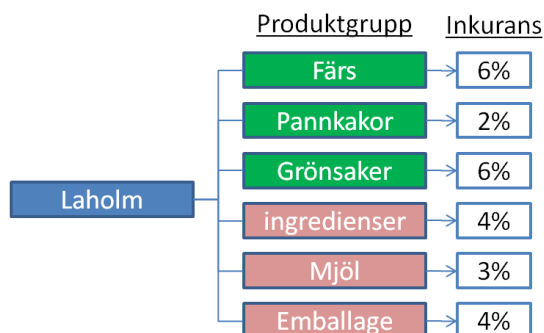 Produktgrupp Inkurans
Färs 6%
Pannkakor 2%
Grönsaker 6%
Laholm
ingredienser 4%
Mjöl 3%
Emballage 4%